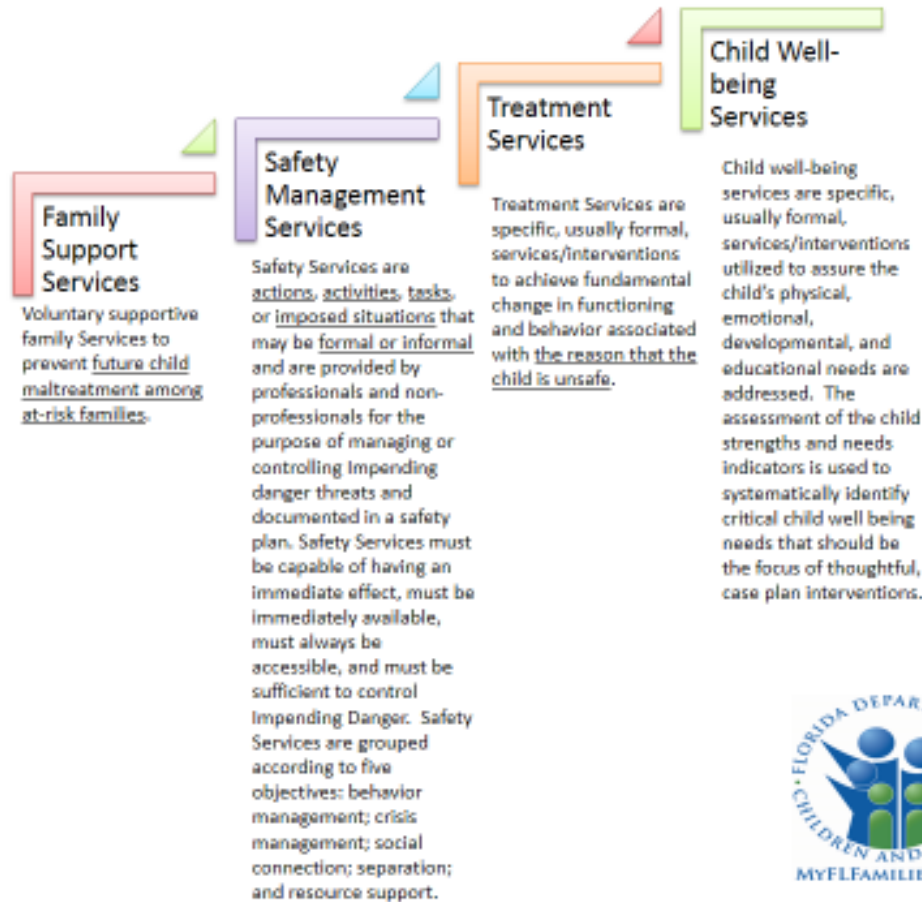 Family
Support
Services
Voluntary supportive
family Services to
prevent future child
maltreatment among
at-risk families.
Safety
Management
Services
Safety Services are
actions, activities, tasks,
or imposed situations that
may be formal or informal
and are provided by
professionals and non-
professionals for the
purpose of managing or
controlling Impending
danger threats and
documented in a safety
plan. Safety Services must
be capable of having an
immediate effect, must be
immediately available,
must always be
accessible, and must be
sufficient to control
Impending Danger. Safety
Services are grouped
according to five
objectives: behavior
management; crisis
management; social
connection; separation;
and resource support.
Treatment
Services
Treatment Services are
specific, usually formal,
services/interventions
to achieve fundamental
change in functioning
and behavior associated
with the reason that the
child is unsafe.
Child Well-
being
Services
Child well-being
services are specific,
usually formal,
services/interventions
utilized to assure the
child's physical,
emotional,
developmental, and
educational needs are
addressed. The
assessment of the child
strengths and needs
indicators is used to
systematically identify
critical child well being
needs that should be
the focus of thoughtful,
case plan interventions.
FLORIDA DEPAR
CHILDREN AND
MYFLFAMILIE